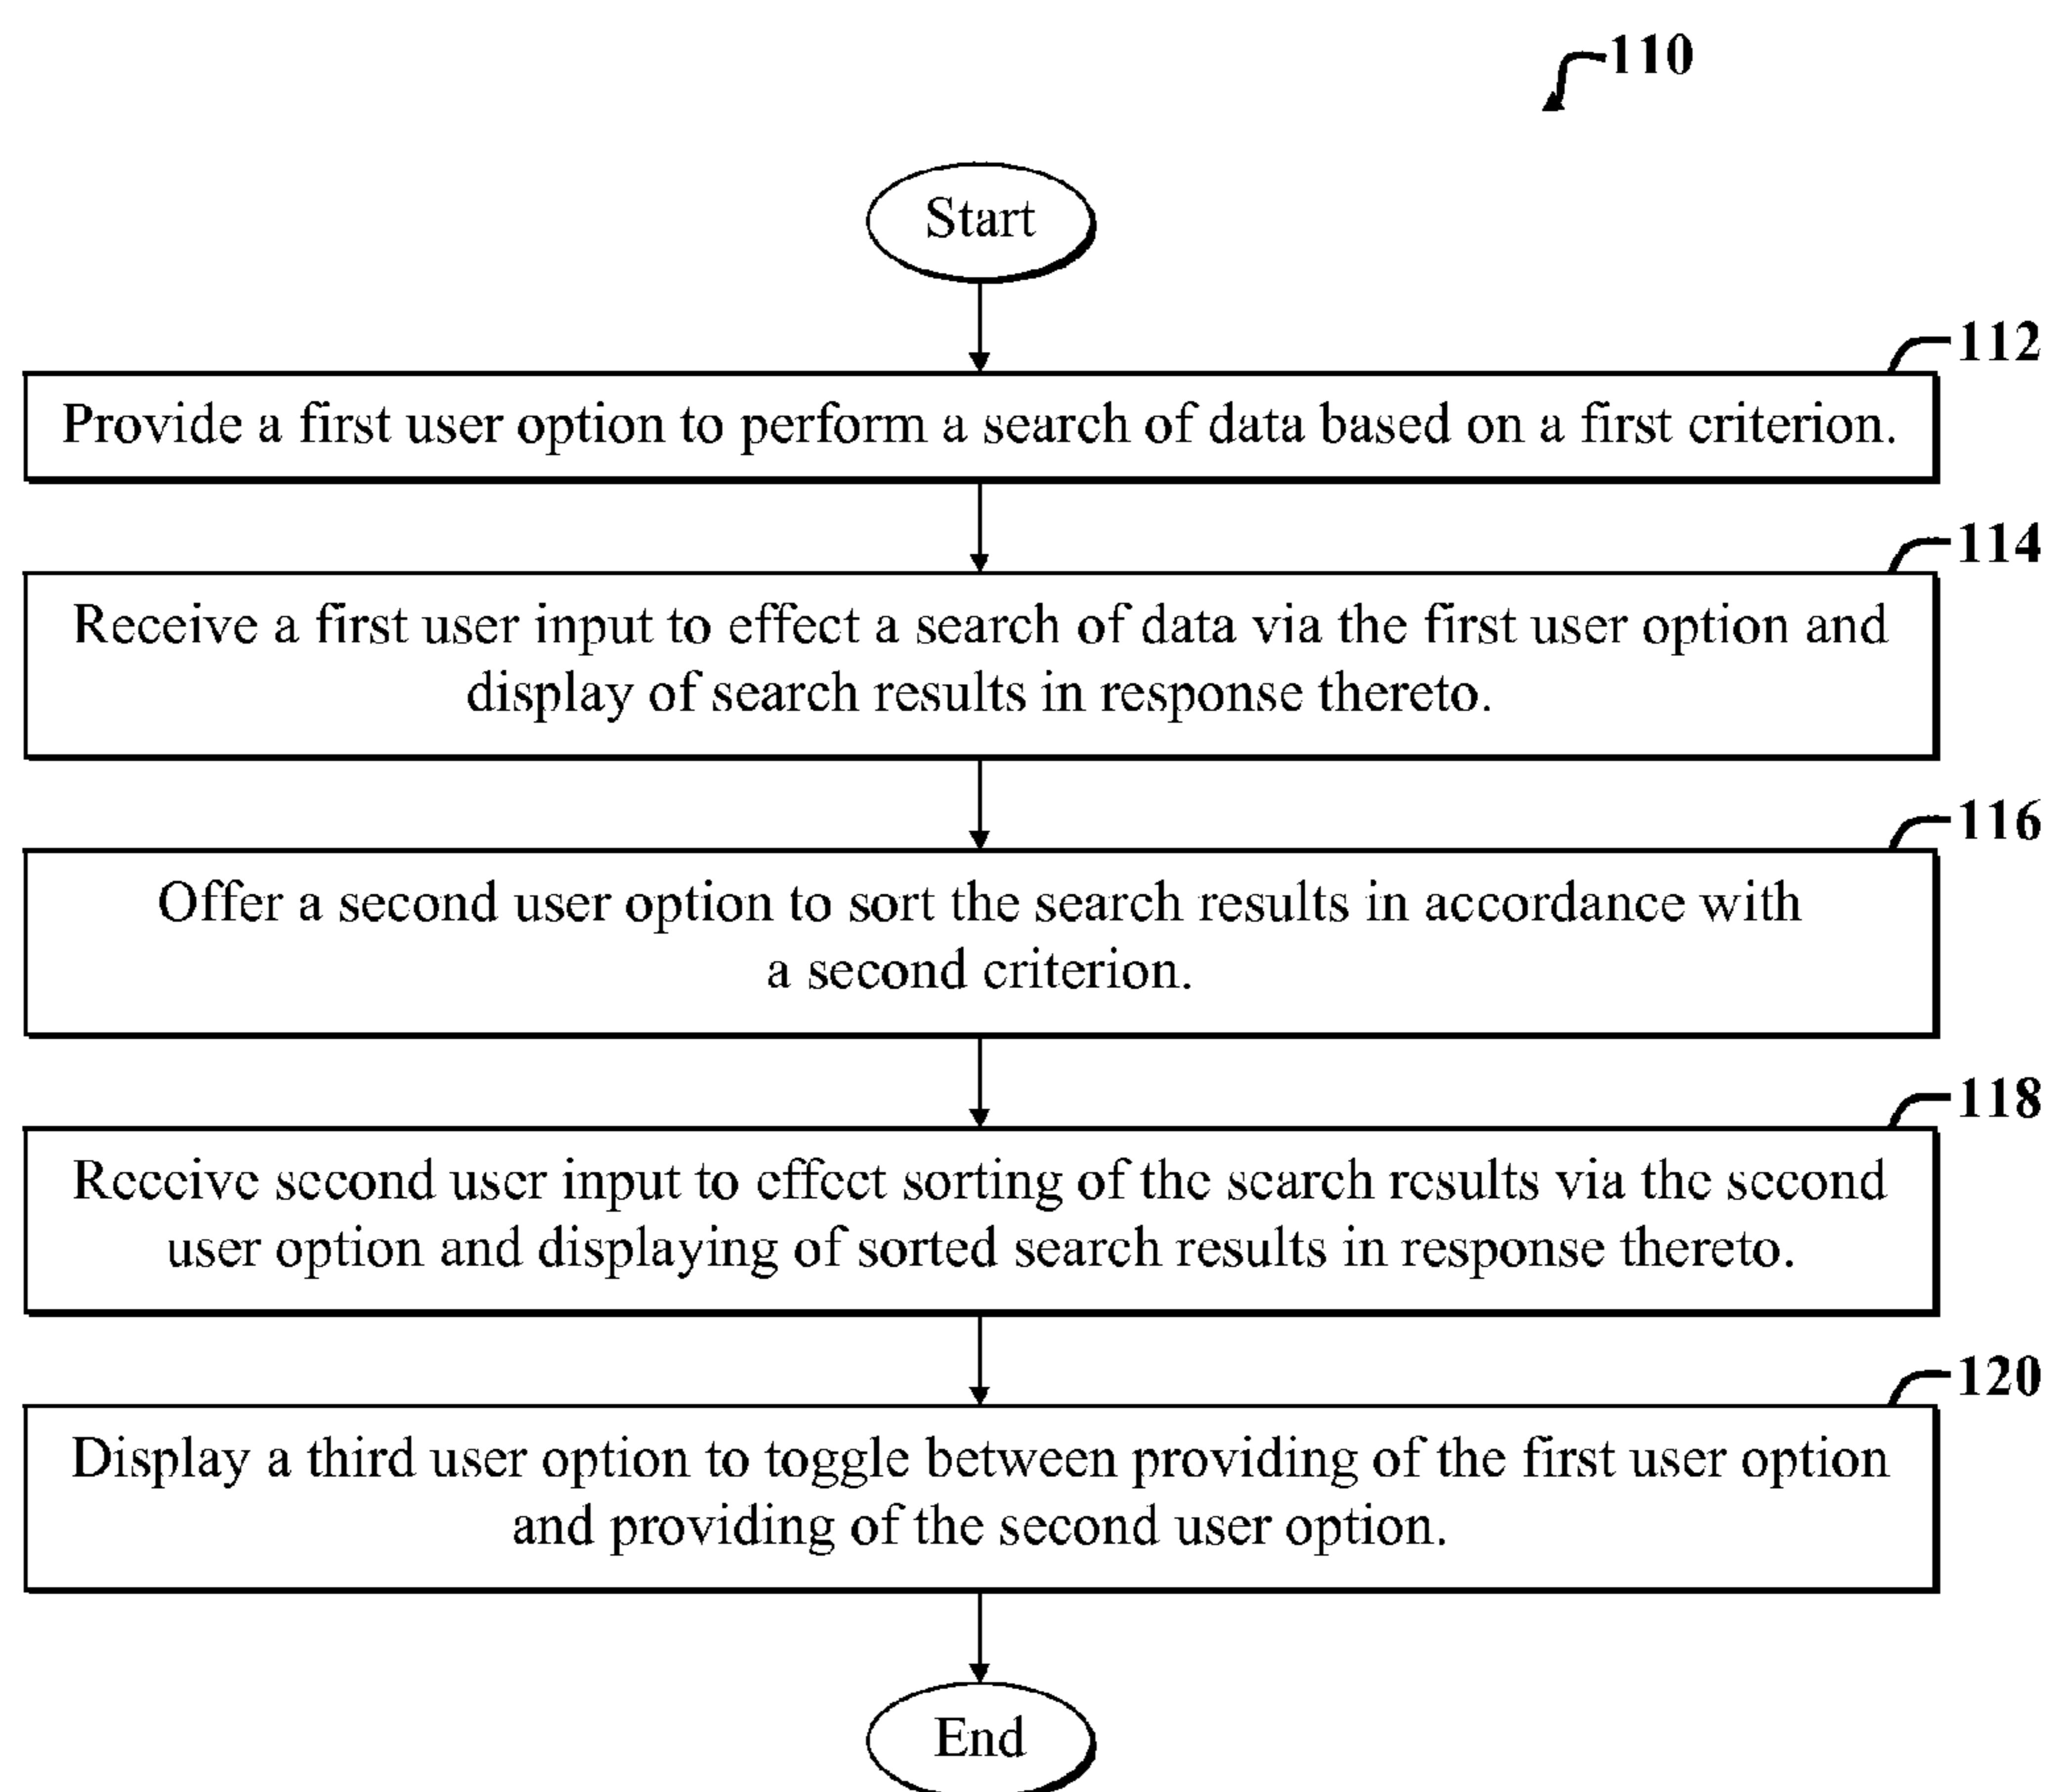 110
Start
112
Provide a first user option to perform a search of data based on a first criterion.
114
Receive a first user input to effect a search of data via the first user option and
display of search results in response thereto.
116
Offer a second user option to sort the search results in accordance with
a second criterion.
118
Receive second user input to effect sorting of the search results via the second
user option and displaying of sorted search results in response thereto.
120
Display a third user option to toggle between providing of the first user option
and providing of the second user option.
End